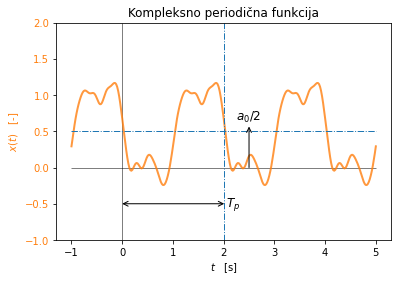 Kompleksno periodična funkcija
2.0
1.5
1.0
0.5
0.0
−0.5
−1.0
x(t) [-]
a₀/2
Tₚ
−1 0 1 2 3 4 5
t [s]